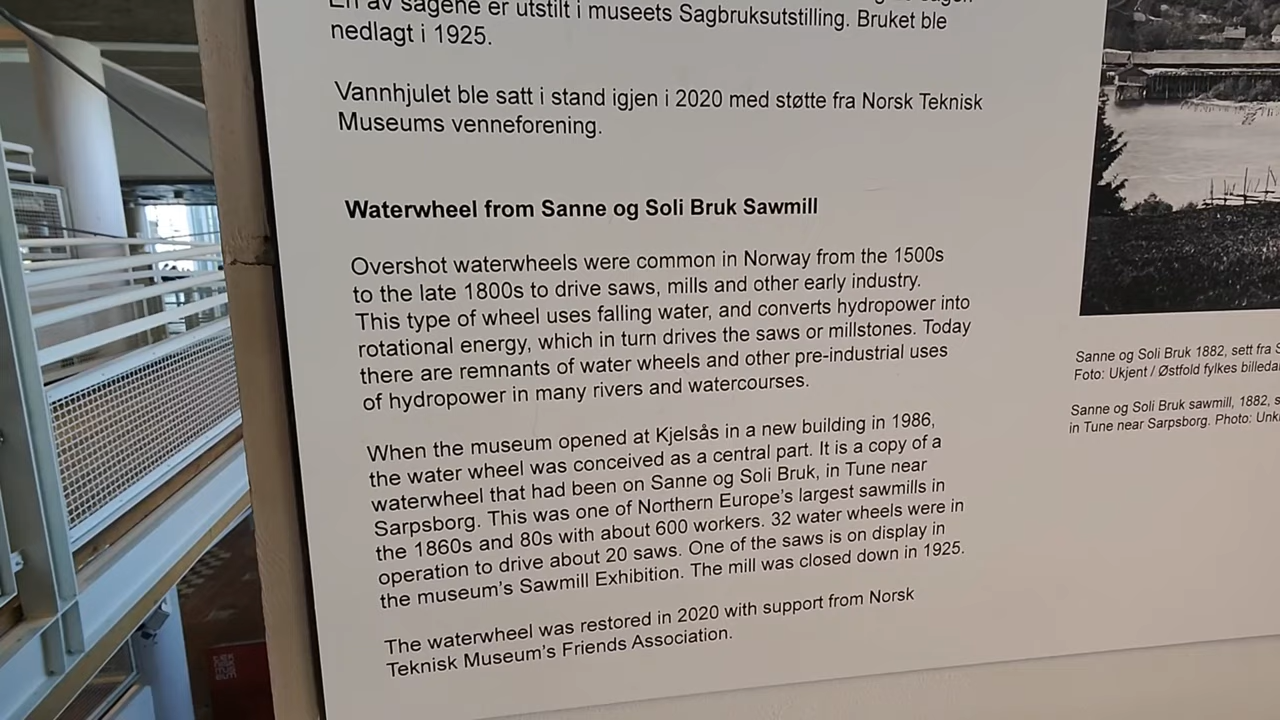 En av sagene er utstilt i museets Sagbruksutstilling. Bruket ble
nedlagt i 1925.
Vannhjulet ble satt i stand igjen i 2020 med støtte fra Norsk Teknisk
Museums venneforening.
Waterwheel from Sanne og Soli Bruk Sawmill
Overshot waterwheels were common in Norway from the 1500s
to the late 1800s to drive saws, mills and other early industry.
This type of wheel uses falling water, and converts hydropower into
rotational energy, which in turn drives the saws or millstones. Today
there are remnants of water wheels and other pre-industrial uses
of hydropower in many rivers and watercourses.
When the museum opened at Kjelsås in a new building in 1986,
the water wheel was conceived as a central part. It is a copy of a
waterwheel that had been on Sanne og Soli Bruk, in Tune near
Sarpsborg. This was one of Northern Europe's largest sawmills in
the 1860s and 80s with about 600 workers. 32 water wheels were in
operation to drive about 20 saws. One of the saws is on display in
the museum's Sawmill Exhibition. The mill was closed down in 1925.
The waterwheel was restored in 2020 with support from Norsk
Teknisk Museum's Friends Association.
Sanne og Soli Bruk 1882, sett fra
Foto: Ukjent / Østfold fylkes
Sanne og Soli Bruk sawmill, 1882,
in Tune near Sarpsborg. Photo:
TEK
NISK
MUS
EUM